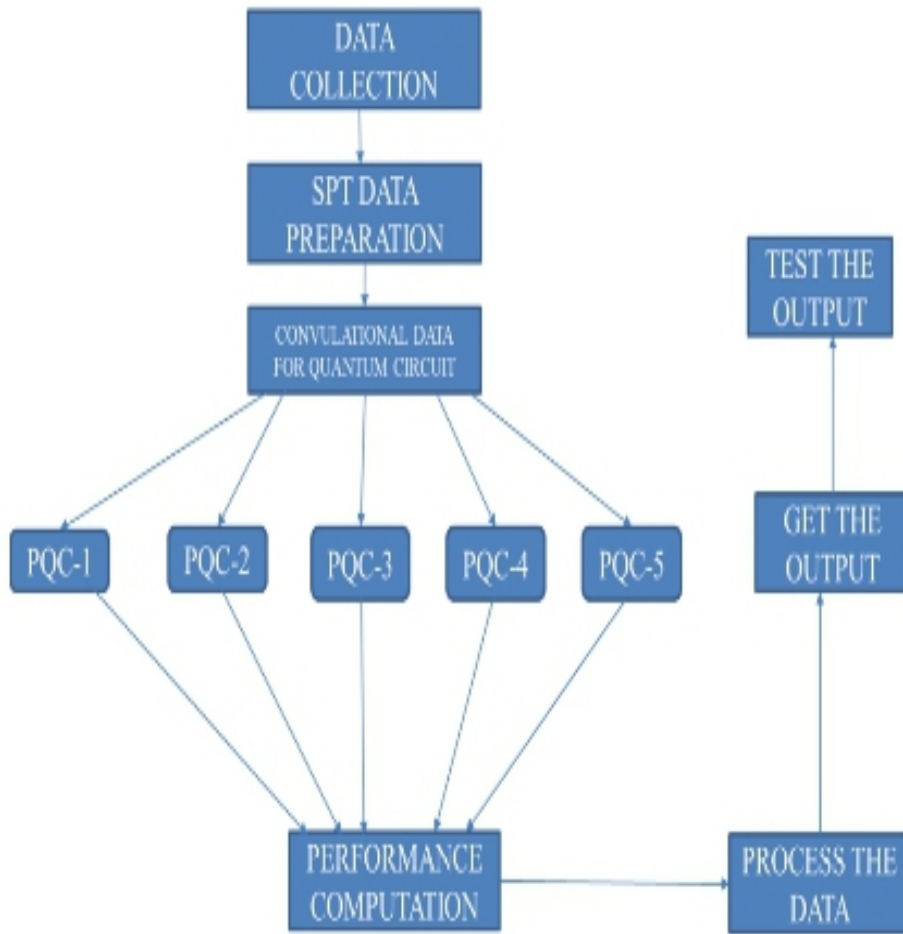 DATA
COLLECTION
SPT DATA
PREPARATION
CONVULATIONAL DATA
FOR QUANTUM CIRCUIT
PQC-1
PQC-2
PQC-3
PQC-4
PQC-5
PERFORMANCE
COMPUTATION
PROCESS THE
DATA
GET THE
OUTPUT
TEST THE
OUTPUT